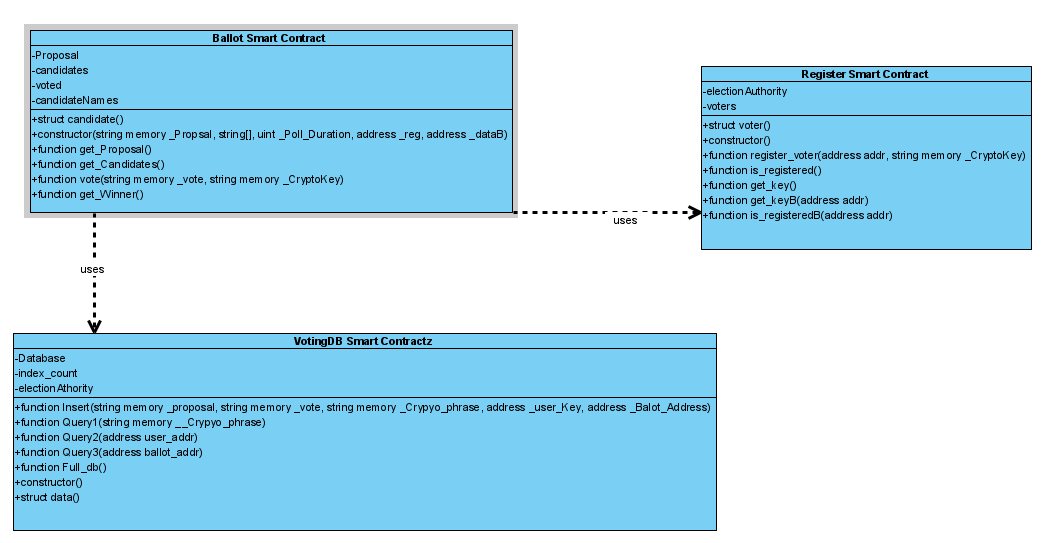 Ballot Smart Contract
-Proposal
-candidates
-voted
-candidateNames
+struct candidate()
+constructor(string memory _Propsal, string[], uint _Poll_Duration, address _reg, address _dataB)
+function get_Proposal()
+function get_Candidates()
+function vote(string memory _vote, string memory _CryptoKey)
+function get_Winner()
Register Smart Contract
-electionAuthority
-voters
+struct voter()
+constructor()
+function register_voter(address addr, string memory _CryptoKey)
+function is_registered()
+function get_key()
+function get_keyB(address addr)
+function is_registeredB(address addr)
uses
uses
VotingDB Smart Contractz
-Database
-index_count
-electionAthority
+function Insert(string memory _proposal, string memory _vote, string memory _Crypyo_phrase, address _user_Key, address _Balot_Address)
+function Query1(string memory __Crypyo_phrase)
+function Query2(address user_addr)
+function Query3(address ballot_addr)
+function Full_db()
+constructor()
+struct data()